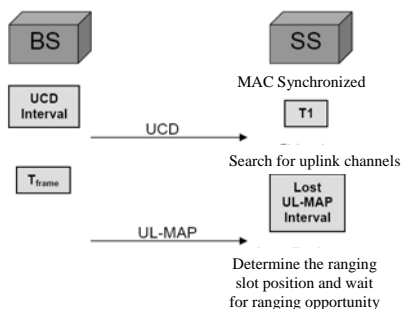 BS
SS
MAC Synchronized
UCD
Interval
T1
UCD
Search for uplink channels
Tframe
Lost
UL-MAP
Interval
UL-MAP
Determine the ranging
slot position and wait
for ranging opportunity